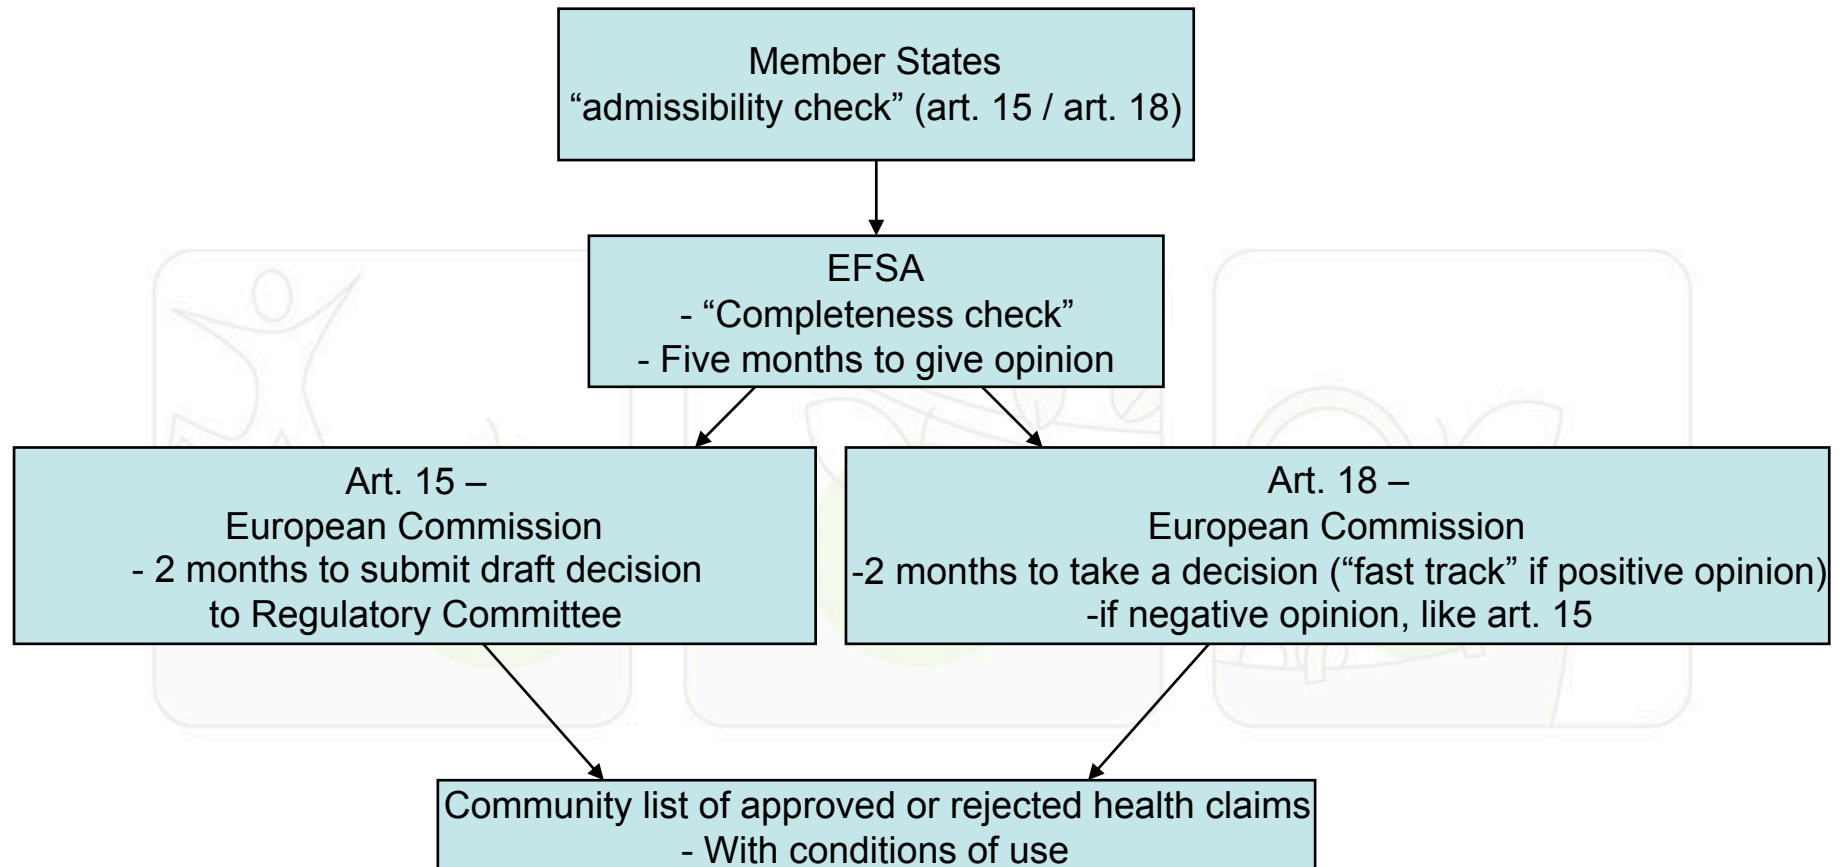 Member States
“admissibility check” (art. 15 / art. 18)
EFSA
- “Completeness check”
- Five months to give opinion
Art. 15 –
European Commission
- 2 months to submit draft decision
to Regulatory Committee
Art. 18 –
European Commission
-2 months to take a decision (“fast track” if positive opinion)
-if negative opinion, like art. 15
Community list of approved or rejected health claims
- With conditions of use